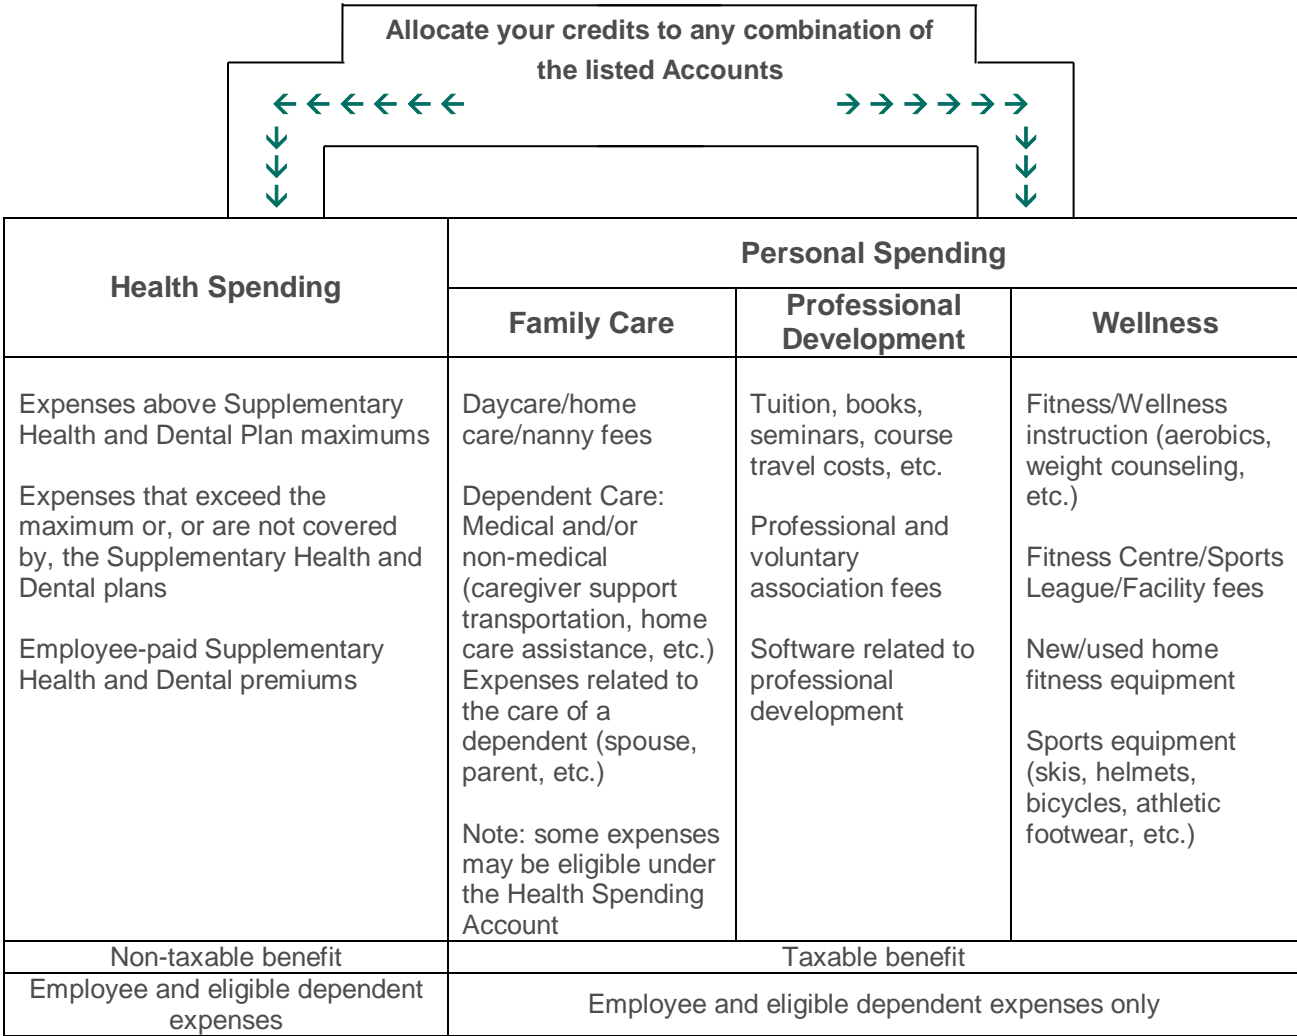 Allocate your credits to any combination of
the listed Accounts
Health Spending
Personal Spending
Family Care
Professional
Development
Wellness
Expenses above Supplementary
Health and Dental Plan maximums
Expenses that exceed the
maximum or, or are not covered
by, the Supplementary Health and
Dental plans
Employee-paid Supplementary
Health and Dental premiums
Daycare/home
care/nanny fees
Dependent Care:
Medical and/or
non-medical
(caregiver support
transportation, home
care assistance, etc.)
Expenses related to
the care of a
dependent (spouse,
parent, etc.)
Note: some expenses
may be eligible under
the Health Spending
Account
Tuition, books,
seminars, course
travel costs, etc.
Professional and
voluntary
association fees
Software related to
professional
development
Fitness/Wellness
instruction (aerobics,
weight counseling,
etc.)
Fitness Centre/Sports
League/Facility fees
New/used home
fitness equipment
Sports equipment
(skis, helmets,
bicycles, athletic
footwear, etc.)
Non-taxable benefit
Taxable benefit
Employee and eligible dependent
expenses
Employee and eligible dependent expenses only